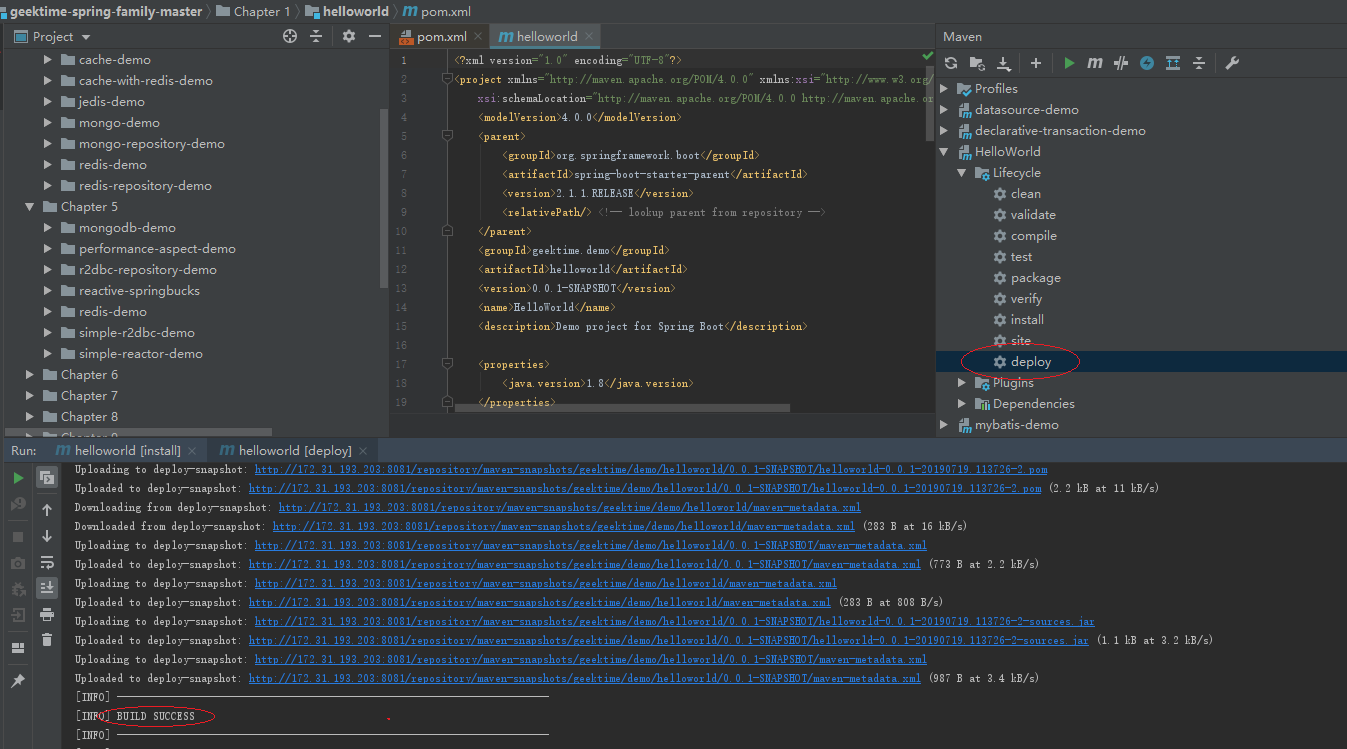 geektime-spring-family-master  Chapter 1  helloworld  pom.xml
Project
cache-demo
cache-with-redis-demo
jedis-demo
mongo-demo
mongo-repository-demo
redis-demo
redis-repository-demo
Chapter 5
mongodb-demo
performance-aspect-demo
r2dbc-repository-demo
reactive-springbucks
redis-demo
simple-r2dbc-demo
simple-reactor-demo
Chapter 6
Chapter 7
Chapter 8
pom.xml  helloworld
1 <?xml version="1.0" encoding="UTF-8"?>
2 <project xmlns="http://maven.apache.org/POM/4.0.0" xmlns:xsi="http://www.w3.org/
3 xsi:schemaLocation="http://maven.apache.org/POM/4.0.0 http://maven.apache.or
4 <modelVersion>4.0.0</modelVersion>
5 <parent>
6 <groupId>org.springframework.boot</groupId>
7 <artifactId>spring-boot-starter-parent</artifactId>
8 <version>2.1.1.RELEASE</version>
9 <relativePath/> <!-- lookup parent from repository -->
10 </parent>
11 <groupId>geektime.demo</groupId>
12 <artifactId>helloworld</artifactId>
13 <version>0.0.1-SNAPSHOT</version>
14 <name>HelloWorld</name>
15 <description>Demo project for Spring Boot</description>
16
17 <properties>
18 <java.version>1.8</java.version>
19 </properties>
Maven
Profiles
datasource-demo
declarative-transaction-demo
HelloWorld
Lifecycle
clean
validate
compile
test
package
verify
install
site
deploy
Plugins
Dependencies
mybatis-demo
Run:  helloworld [install]  helloworld [deploy]
Uploading to deploy-snapshot: http://172.31.193.203:8081/repository/maven-snapshots/geektime/demo/helloworld/0.0.1-SNAPSHOT/helloworld-0.0.1-20190719.113726-2.pom
Uploaded to deploy-snapshot: http://172.31.193.203:8081/repository/maven-snapshots/geektime/demo/helloworld/0.0.1-SNAPSHOT/helloworld-0.0.1-20190719.113726-2.pom (2.2 kB at 11 kB/s)
Downloading from deploy-snapshot: http://172.31.193.203:8081/repository/maven-snapshots/geektime/demo/helloworld/maven-metadata.xml
Downloaded from deploy-snapshot: http://172.31.193.203:8081/repository/maven-snapshots/geektime/demo/helloworld/maven-metadata.xml (283 B at 16 kB/s)
Uploading to deploy-snapshot: http://172.31.193.203:8081/repository/maven-snapshots/geektime/demo/helloworld/0.0.1-SNAPSHOT/maven-metadata.xml
Uploaded to deploy-snapshot: http://172.31.193.203:8081/repository/maven-snapshots/geektime/demo/helloworld/0.0.1-SNAPSHOT/maven-metadata.xml (773 B at 2.2 kB/s)
Uploading to deploy-snapshot: http://172.31.193.203:8081/repository/maven-snapshots/geektime/demo/helloworld/maven-metadata.xml
Uploaded to deploy-snapshot: http://172.31.193.203:8081/repository/maven-snapshots/geektime/demo/helloworld/maven-metadata.xml (283 B at 808 B/s)
Uploading to deploy-snapshot: http://172.31.193.203:8081/repository/maven-snapshots/geektime/demo/helloworld/0.0.1-SNAPSHOT/helloworld-0.0.1-20190719.113726-2-sources.jar
Uploaded to deploy-snapshot: http://172.31.193.203:8081/repository/maven-snapshots/geektime/demo/helloworld/0.0.1-SNAPSHOT/helloworld-0.0.1-20190719.113726-2-sources.jar (1.1 kB at 3.2 kB/s)
Uploading to deploy-snapshot: http://172.31.193.203:8081/repository/maven-snapshots/geektime/demo/helloworld/0.0.1-SNAPSHOT/maven-metadata.xml
Uploaded to deploy-snapshot: http://172.31.193.203:8081/repository/maven-snapshots/geektime/demo/helloworld/0.0.1-SNAPSHOT/maven-metadata.xml (987 B at 3.4 kB/s)
[INFO] ------------------------------------------------------------------------
[INFO] BUILD SUCCESS
[INFO] ------------------------------------------------------------------------